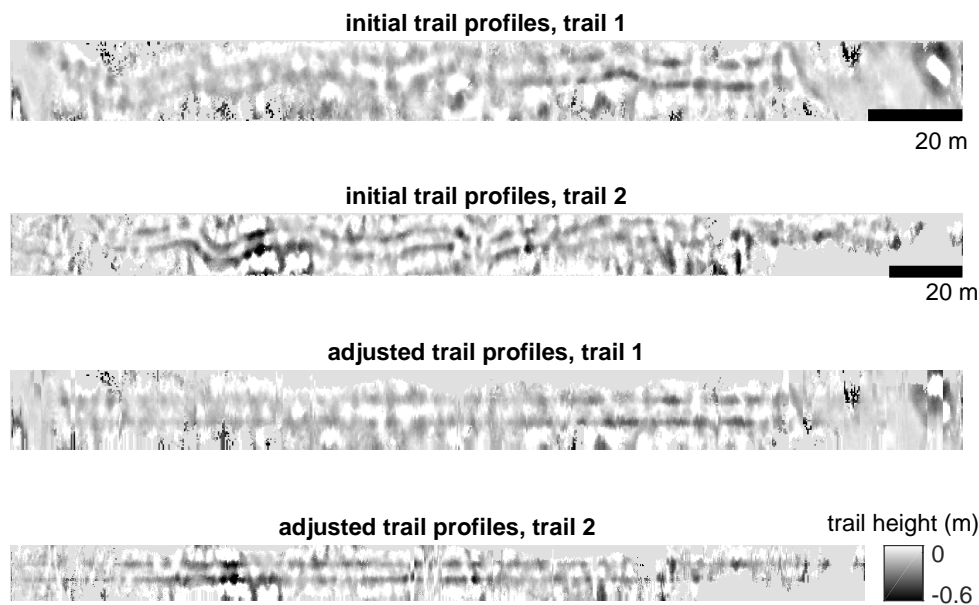 initial trail profiles, trail 1
20 m
initial trail profiles, trail 2
20 m
adjusted trail profiles, trail 1
adjusted trail profiles, trail 2
trail height (m)
0
-0.6